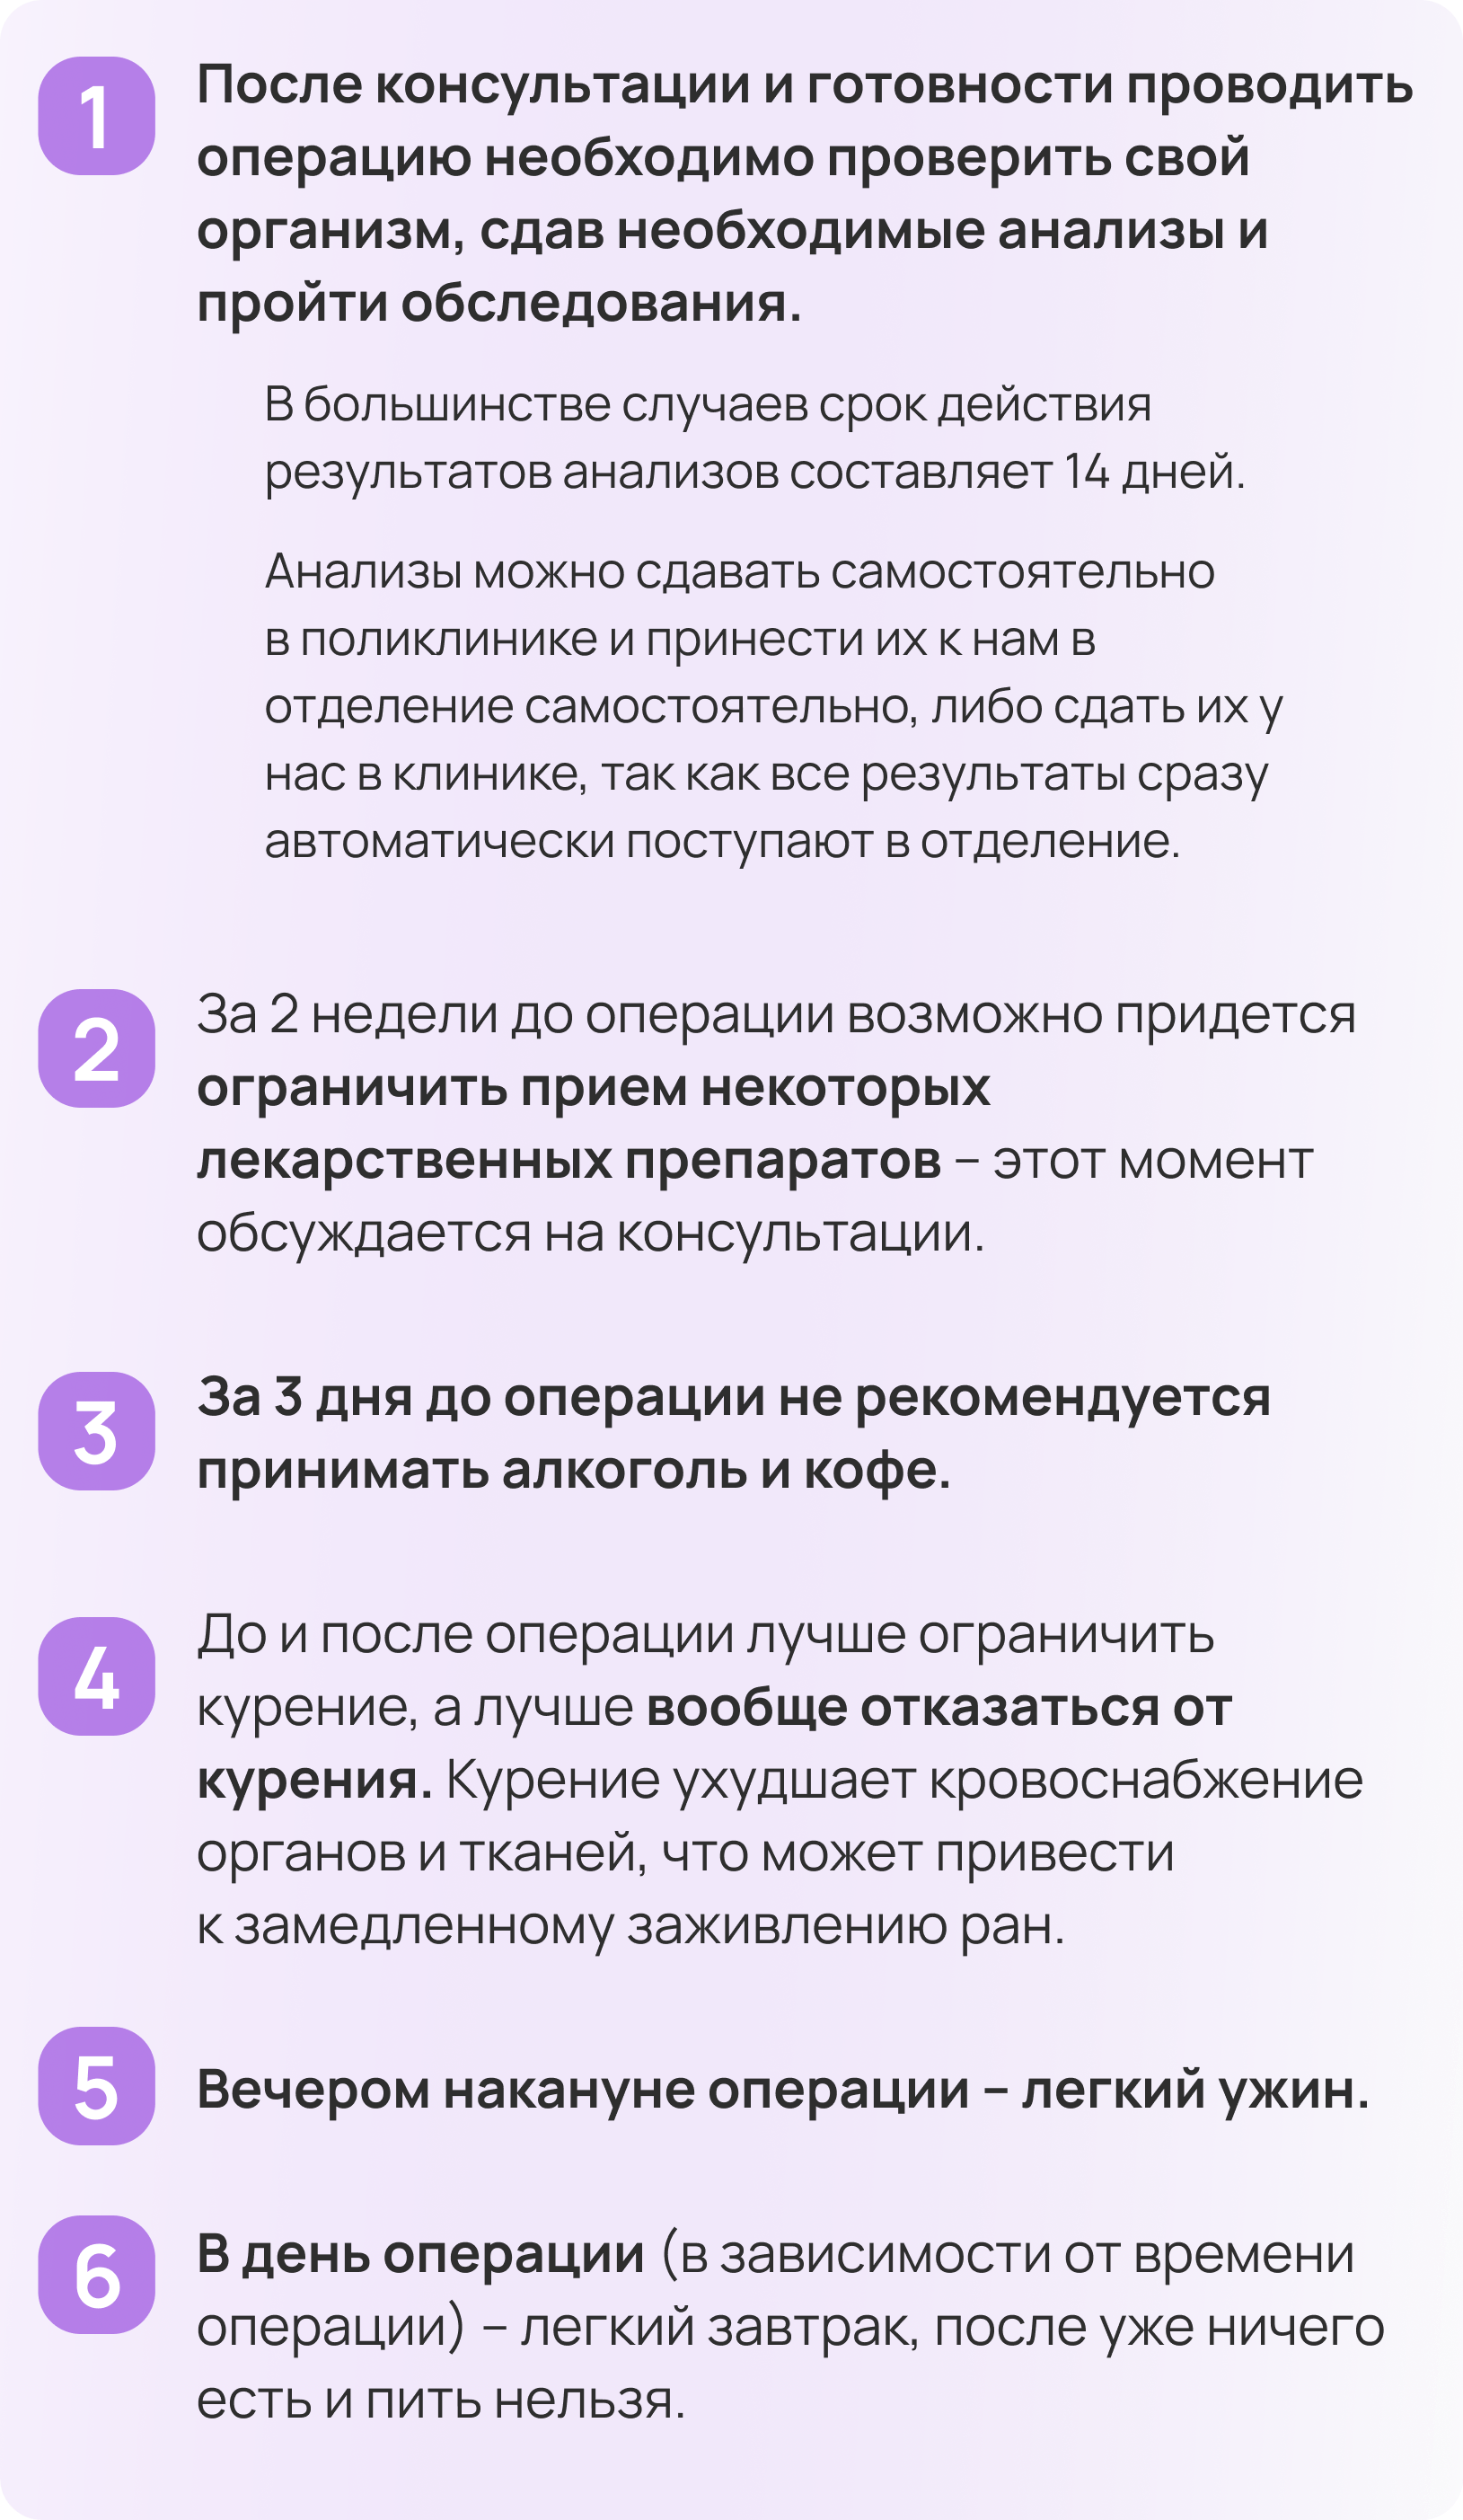 1
После консультации и готовности проводить
операцию необходимо проверить свой
организм, сдав необходимые анализы и
пройти обследования.
В большинстве случаев срок действия
результатов анализов составляет 14 дней.
Анализы можно сдавать самостоятельно
в поликлинике и принести их к нам в
отделение самостоятельно, либо сдать их у
нас в клинике, так как все результаты сразу
автоматически поступают в отделение.
2
За 2 недели до операции возможно придется
ограничить прием некоторых
лекарственных препаратов – этот момент
обсуждается на консультации.
3
За 3 дня до операции не рекомендуется
принимать алкоголь и кофе.
4
До и после операции лучше ограничить
курение, а лучше вообще отказаться от
курения. Курение ухудшает кровоснабжение
органов и тканей, что может привести
к замедленному заживлению ран.
5
Вечером накануне операции – легкий ужин.
6
В день операции (в зависимости от времени
операции) – легкий завтрак, после уже ничего
есть и пить нельзя.